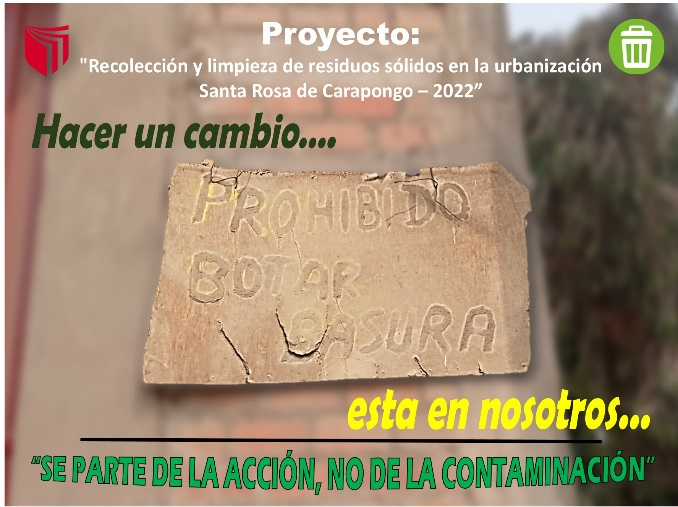 Proyecto:
"Recolección y limpieza de residuos sólidos en la urbanización
Santa Rosa de Carapongo – 2022”
Hacer un cambio....
PROHIBIDO
BOTAR
BASURA
esta en nosotros...
“SE PARTE DE LA ACCIÓN, NO DE LA CONTAMINACIÓN”